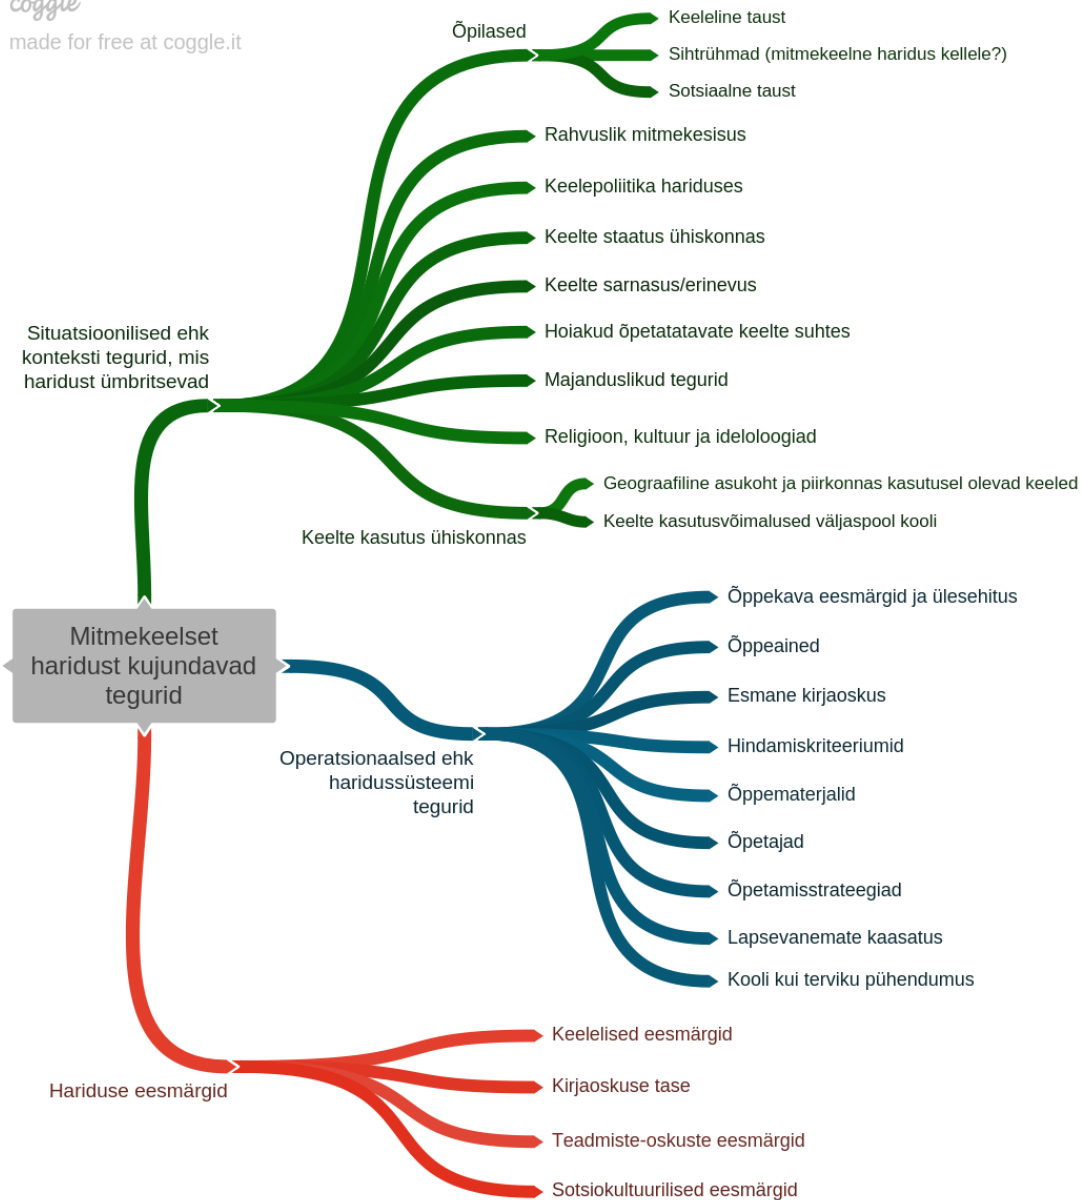 coggle
made for free at coggle.it
Õpilased
Keeleline taust
Sihtrühmad (mitmekeelne haridus kellele?)
Sotsiaalne taust
Rahvuslik mitmekesisus
Keelepoliitika hariduses
Keelte staatus ühiskonnas
Keelte sarnasus/erinevus
Hoiakud õpetatatavate keelte suhtes
Majanduslikud tegurid
Religioon, kultuur ja ideloloogiad
Situatsioonilised ehk
konteksti tegurid, mis
haridust ümbritsevad
Geograafiline asukoht ja piirkonnas kasutusel olevad keeled
Keelte kasutusvõimalused väljaspool kooli
Keelte kasutus ühiskonnas
Mitmekeelset
haridust kujundavad
tegurid
Õppekava eesmärgid ja ülesehitus
Õppeained
Esmane kirjaoskus
Hindamiskriteeriumid
Õppematerjalid
Õpetajad
Õpetamisstrateegiad
Lapsevanemate kaasatus
Kooli kui terviku pühendumus
Operatsionaalsed ehk
haridussüsteemi
tegurid
Keelelised eesmärgid
Kirjaoskuse tase
Teadmiste-oskuste eesmärgid
Sotsiokultuurilised eesmärgid
Hariduse eesmärgid